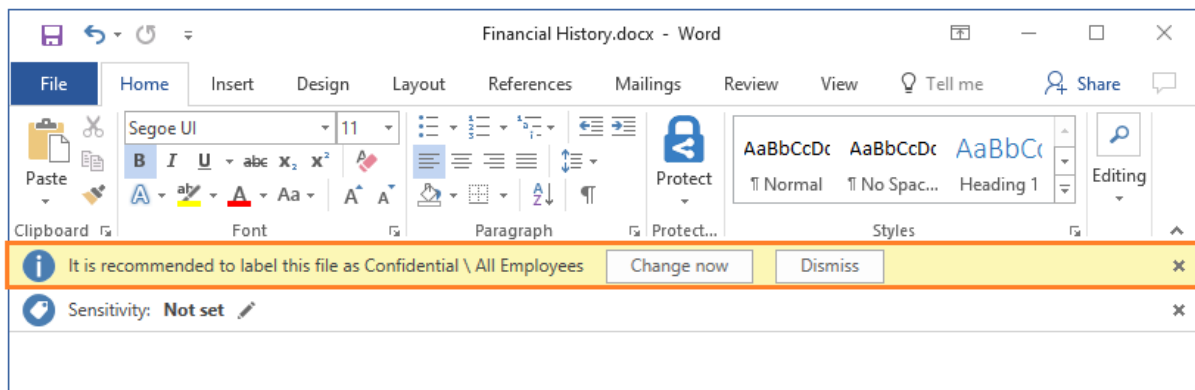 Financial History.docx - Word
File Home Insert Design Layout References Mailings Review View Tell me Share
Segoe UI 11
AaBbCcDc AaBbCcDc AaBbC
B I U abc x₂ x² A
Paste Protect ¶ Normal ¶ No Spac... Heading 1 Editing
A ab A Aa A A A Z ¶
Clipboard Font Paragraph Protect... Styles
It is recommended to label this file as Confidential \ All Employees Change now Dismiss
Sensitivity: Not set